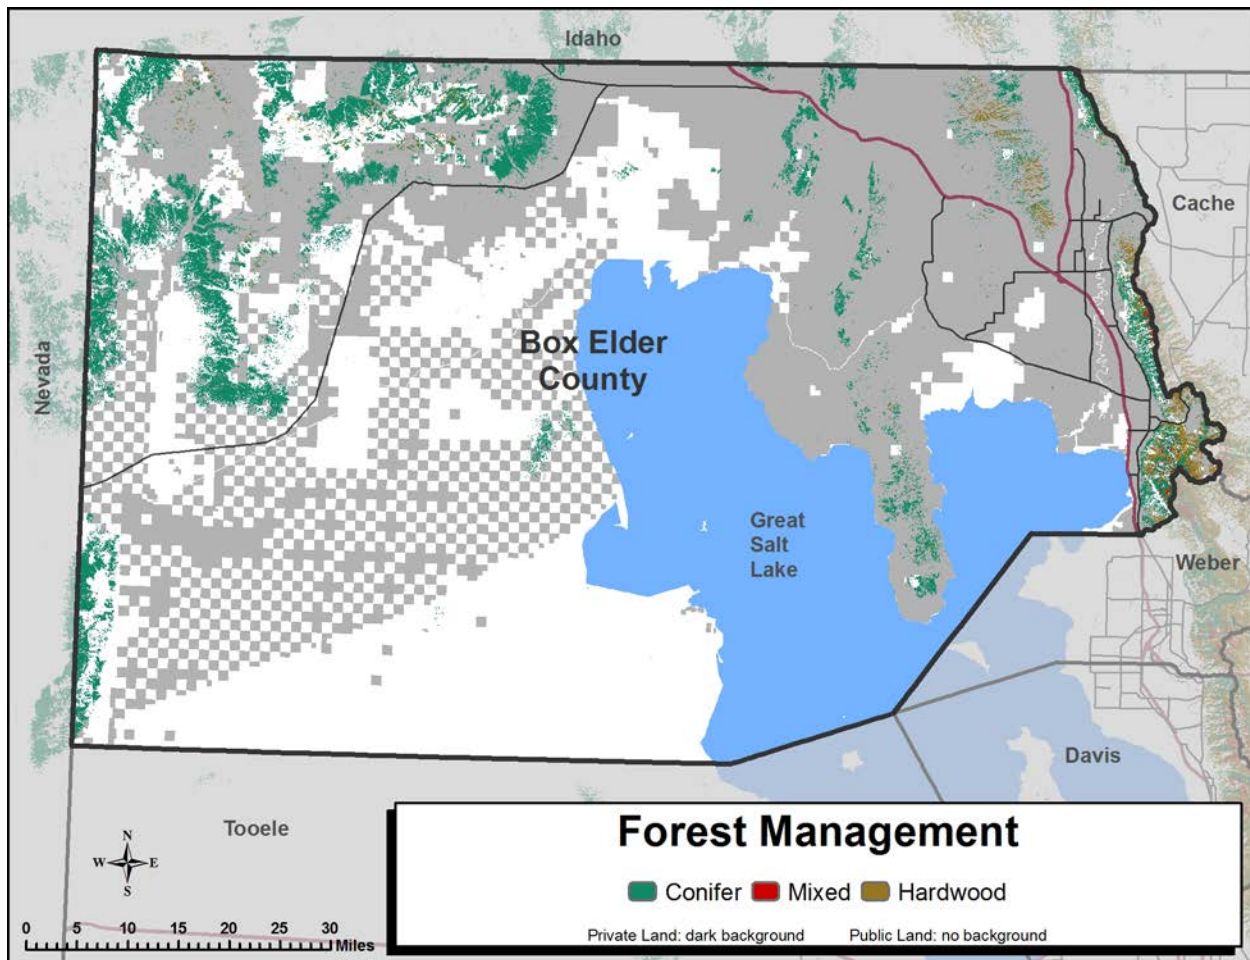 Idaho
Cache
Nevada
Box Elder
County
Great
Salt
Lake
Weber
Davis
Tooele
Forest Management
Conifer Mixed Hardwood
Private Land: dark background Public Land: no background
N
W E
S
0 5 10 15 20 25 30
Miles